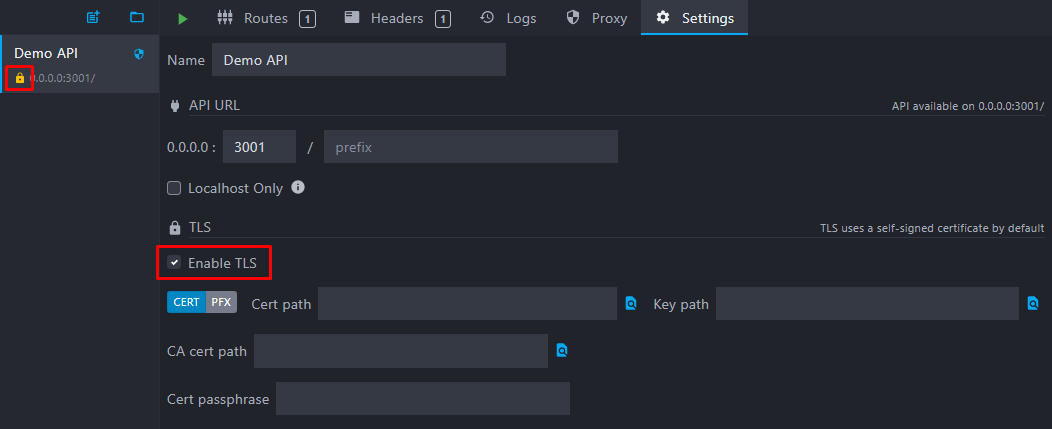 Routes 1 Headers 1 Logs Proxy Settings
Demo API
0.0.0.0:3001/
Name Demo API
API URL API available on 0.0.0.0:3001/
0.0.0.0 : 3001 / prefix
Localhost Only
TLS TLS uses a self-signed certificate by default
Enable TLS
CERT PFX Cert path Key path
CA cert path
Cert passphrase